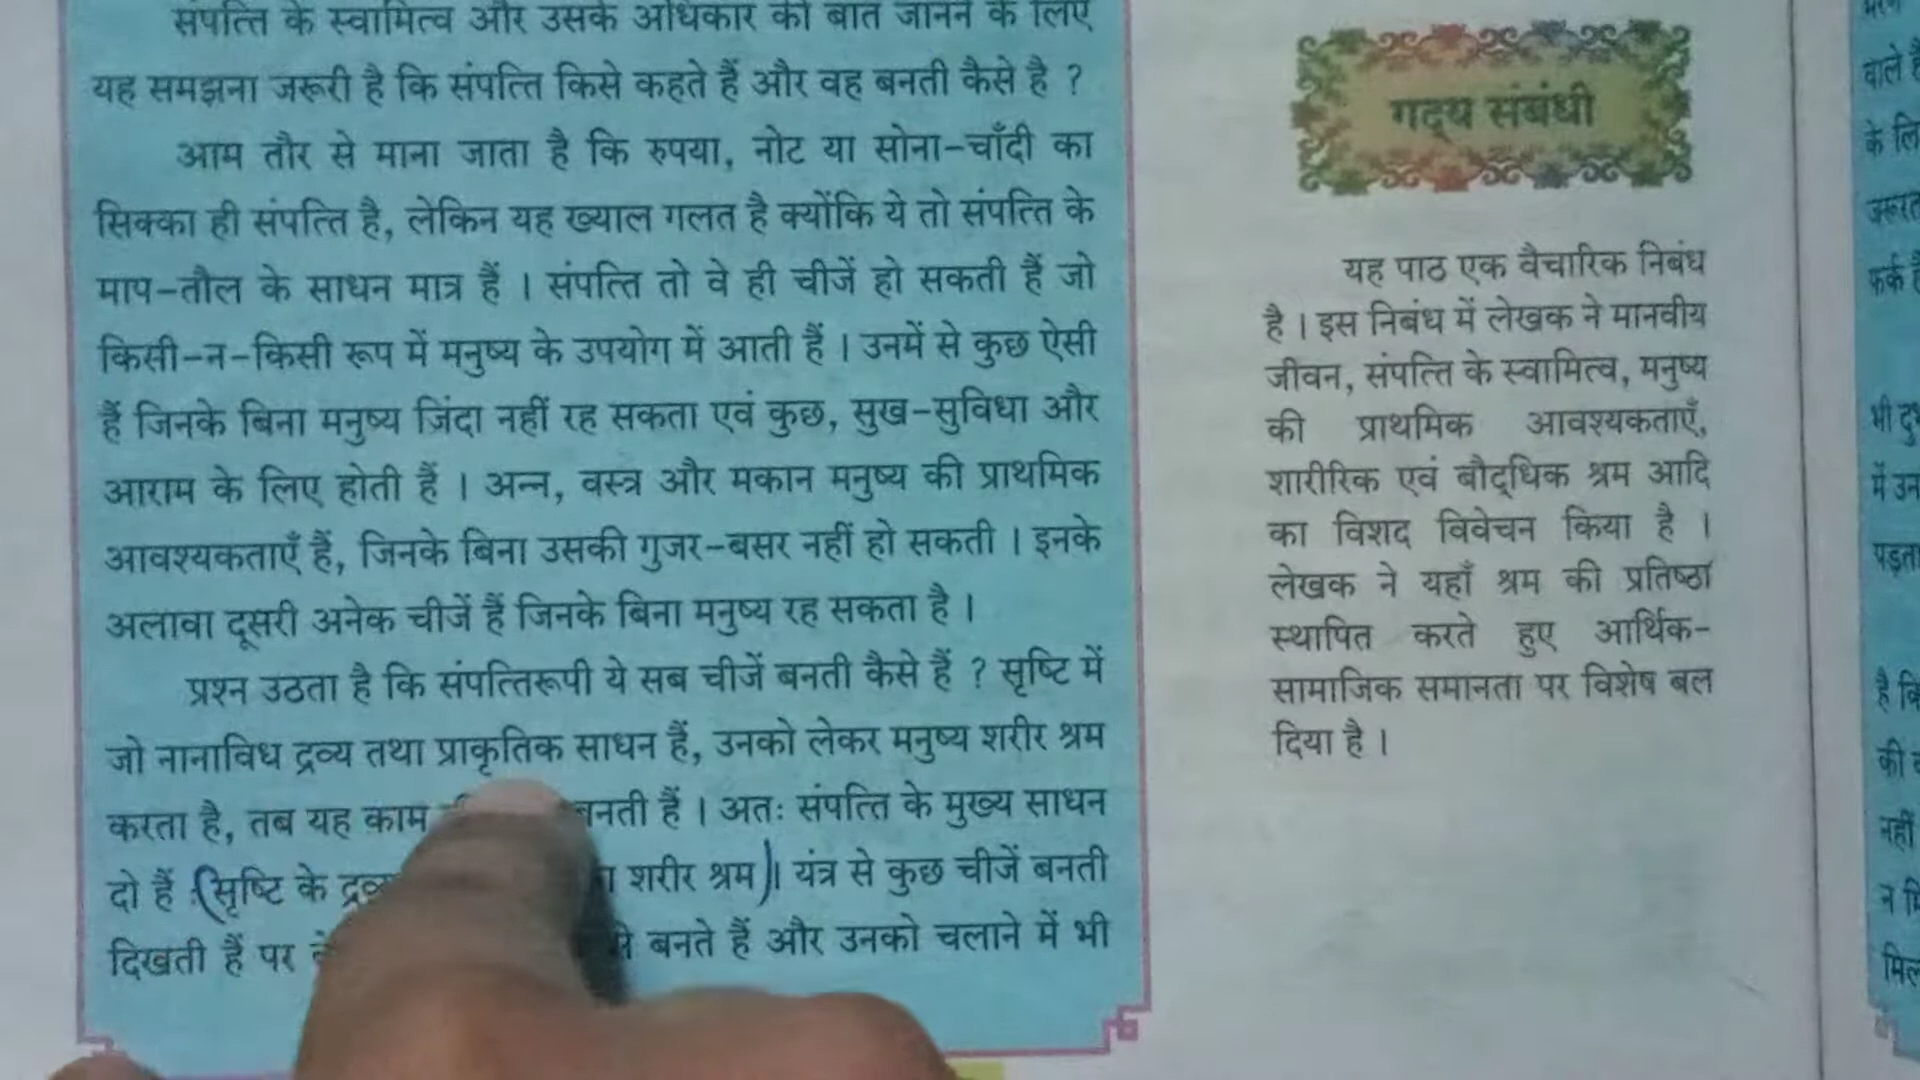 संपत्ति के स्वामित्व और उसके अधिकार की बात जानने के लिए
यह समझना जरूरी है कि संपत्ति किसे कहते हैं और वह बनती कैसे है ?
आम तौर से माना जाता है कि रुपया, नोट या सोना-चाँदी का
सिक्का ही संपत्ति है, लेकिन यह ख्याल गलत है क्योंकि ये तो संपत्ति के
माप-तौल के साधन मात्र हैं । संपत्ति तो वे ही चीजें हो सकती हैं जो
किसी-न-किसी रूप में मनुष्य के उपयोग में आती हैं । उनमें से कुछ ऐसी
हैं जिनके बिना मनुष्य ज़िंदा नहीं रह सकता एवं कुछ, सुख-सुविधा और
आराम के लिए होती हैं । अन्न, वस्त्र और मकान मनुष्य की प्राथमिक
आवश्यकताएँ हैं, जिनके बिना उसकी गुजर-बसर नहीं हो सकती । इनके
अलावा दूसरी अनेक चीजें हैं जिनके बिना मनुष्य रह सकता है ।
प्रश्न उठता है कि संपत्तिरूपी ये सब चीजें बनती कैसे हैं ? सृष्टि में
जो नानाविध द्रव्य तथा प्राकृतिक साधन हैं, उनको लेकर मनुष्य शरीर श्रम
करता है, तब यह काम बनती हैं । अतः संपत्ति के मुख्य साधन
दो हैं : (सृष्टि के शरीर श्रम)। यंत्र से कुछ चीजें बनती
दिखती हैं पर बनते हैं और उनको चलाने में भी
गद्य संबंधी
यह पाठ एक वैचारिक निबंध
है । इस निबंध में लेखक ने मानवीय
जीवन, संपत्ति के स्वामित्व, मनुष्य
की प्राथमिक आवश्यकताएँ,
शारीरिक एवं बौद्धिक श्रम आदि
का विशद विवेचन किया है ।
लेखक ने यहाँ श्रम की प्रतिष्ठा
स्थापित करते हुए आर्थिक-
सामाजिक समानता पर विशेष बल
दिया है ।
वाले
के
फर्क
भी
में
की
नहीं
न